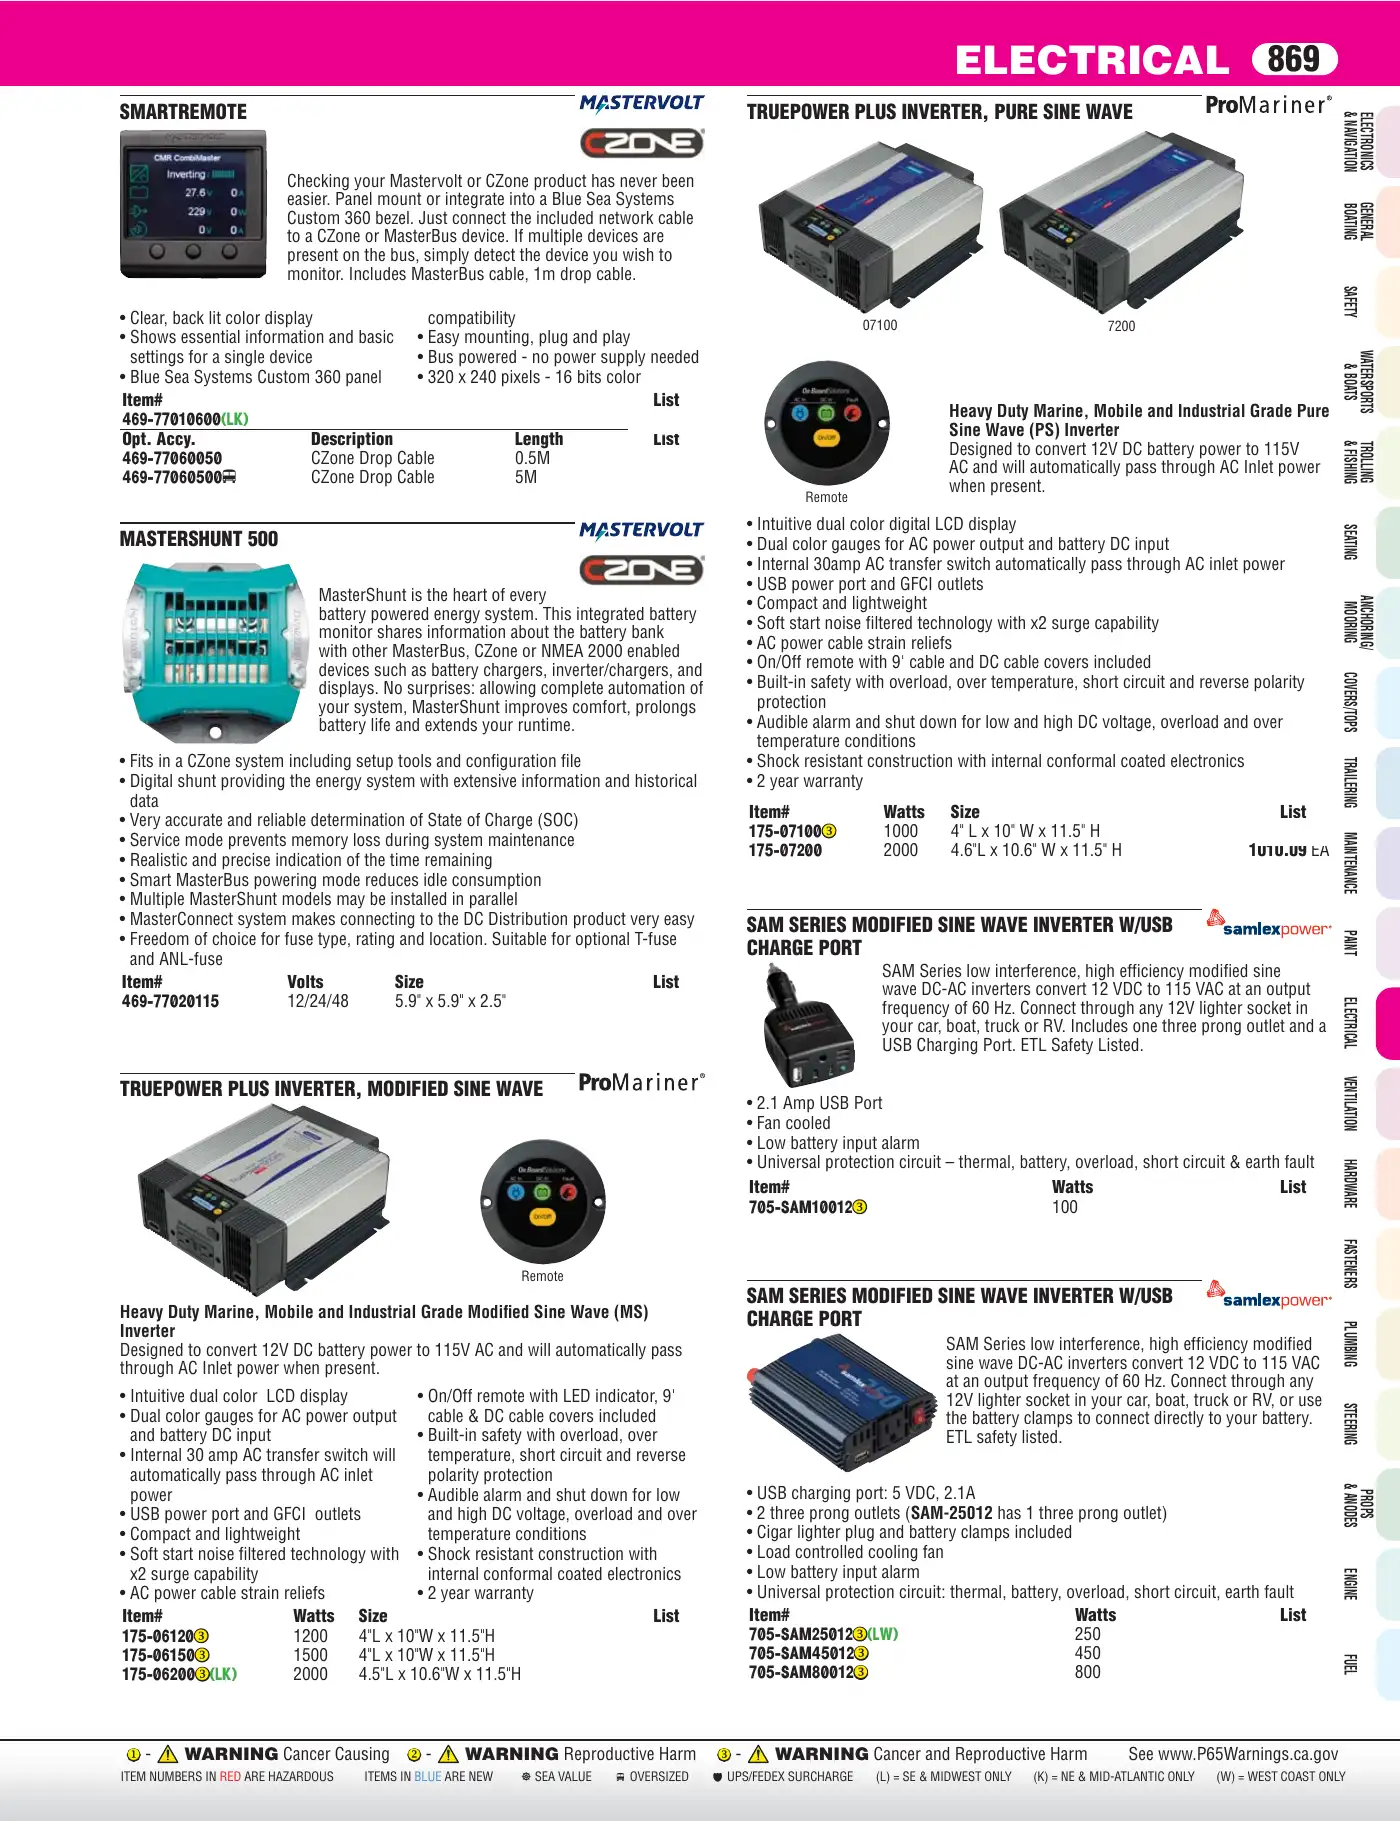 ELECTRICAL 869
SMARTREMOTE
MASTERVOLT
CZONE
CMR CombiMaster
Inverting
27.6 V 0 A
229 V 0 W
0 V 0 A
Checking your Mastervolt or CZone product has never been
easier. Panel mount or integrate into a Blue Sea Systems
Custom 360 bezel. Just connect the included network cable
to a CZone or MasterBus device. If multiple devices are
present on the bus, simply detect the device you wish to
monitor. Includes MasterBus cable, 1m drop cable.
• Clear, back lit color display
• Shows essential information and basic
settings for a single device
• Blue Sea Systems Custom 360 panel
compatibility
• Easy mounting, plug and play
• Bus powered - no power supply needed
• 320 x 240 pixels - 16 bits color
Item# List
469-77010600(LK)
Opt. Accy. Description Length List
469-77060050 CZone Drop Cable 0.5M
469-77060500 CZone Drop Cable 5M
MASTERSHUNT 500
MASTERVOLT
CZONE
MasterShunt is the heart of every
battery powered energy system. This integrated battery
monitor shares information about the battery bank
with other MasterBus, CZone or NMEA 2000 enabled
devices such as battery chargers, inverter/chargers, and
displays. No surprises: allowing complete automation of
your system, MasterShunt improves comfort, prolongs
battery life and extends your runtime.
• Fits in a CZone system including setup tools and configuration file
• Digital shunt providing the energy system with extensive information and historical
data
• Very accurate and reliable determination of State of Charge (SOC)
• Service mode prevents memory loss during system maintenance
• Realistic and precise indication of the time remaining
• Smart MasterBus powering mode reduces idle consumption
• Multiple MasterShunt models may be installed in parallel
• MasterConnect system makes connecting to the DC Distribution product very easy
• Freedom of choice for fuse type, rating and location. Suitable for optional T-fuse
and ANL-fuse
Item# Volts Size List
469-77020115 12/24/48 5.9" x 5.9" x 2.5"
TRUEPOWER PLUS INVERTER, MODIFIED SINE WAVE
ProMariner®
On Board Solutions
AC In DC In Fault
On/Off
Remote
Heavy Duty Marine, Mobile and Industrial Grade Modified Sine Wave (MS)
Inverter
Designed to convert 12V DC battery power to 115V AC and will automatically pass
through AC Inlet power when present.
• Intuitive dual color  LCD display
• Dual color gauges for AC power output
and battery DC input
• Internal 30 amp AC transfer switch will
automatically pass through AC inlet
power
• USB power port and GFCI  outlets
• Compact and lightweight
• Soft start noise filtered technology with
x2 surge capability
• AC power cable strain reliefs
• On/Off remote with LED indicator, 9'
cable & DC cable covers included
• Built-in safety with overload, over
temperature, short circuit and reverse
polarity protection
• Audible alarm and shut down for low
and high DC voltage, overload and over
temperature conditions
• Shock resistant construction with
internal conformal coated electronics
• 2 year warranty
Item# Watts Size List
175-06120 3 1200 4"L x 10"W x 11.5"H
175-06150 3 1500 4"L x 10"W x 11.5"H
175-06200 3 (LK) 2000 4.5"L x 10.6"W x 11.5"H
TRUEPOWER PLUS INVERTER, PURE SINE WAVE
ProMariner®
07100
7200
On Board Solutions
AC In DC In Fault
On/Off
Remote
Heavy Duty Marine, Mobile and Industrial Grade Pure
Sine Wave (PS) Inverter
Designed to convert 12V DC battery power to 115V
AC and will automatically pass through AC Inlet power
when present.
• Intuitive dual color digital LCD display
• Dual color gauges for AC power output and battery DC input
• Internal 30amp AC transfer switch automatically pass through AC inlet power
• USB power port and GFCI outlets
• Compact and lightweight
• Soft start noise filtered technology with x2 surge capability
• AC power cable strain reliefs
• On/Off remote with 9' cable and DC cable covers included
• Built-in safety with overload, over temperature, short circuit and reverse polarity
protection
• Audible alarm and shut down for low and high DC voltage, overload and over
temperature conditions
• Shock resistant construction with internal conformal coated electronics
• 2 year warranty
Item# Watts Size List
175-07100 3 1000 4" L x 10" W x 11.5" H
175-07200 2000 4.6"L x 10.6" W x 11.5" H EA
SAM SERIES MODIFIED SINE WAVE INVERTER W/USB
CHARGE PORT
samlexpower®
SAM Series low interference, high efficiency modified sine
wave DC-AC inverters convert 12 VDC to 115 VAC at an output
frequency of 60 Hz. Connect through any 12V lighter socket in
your car, boat, truck or RV. Includes one three prong outlet and a
USB Charging Port. ETL Safety Listed.
• 2.1 Amp USB Port
• Fan cooled
• Low battery input alarm
• Universal protection circuit – thermal, battery, overload, short circuit & earth fault
Item# Watts List
705-SAM10012 3 100
SAM SERIES MODIFIED SINE WAVE INVERTER W/USB
CHARGE PORT
samlexpower®
SAM Series low interference, high efficiency modified
sine wave DC-AC inverters convert 12 VDC to 115 VAC
at an output frequency of 60 Hz. Connect through any
12V lighter socket in your car, boat, truck or RV, or use
the battery clamps to connect directly to your battery.
ETL safety listed.
• USB charging port: 5 VDC, 2.1A
• 2 three prong outlets (SAM-25012 has 1 three prong outlet)
• Cigar lighter plug and battery clamps included
• Load controlled cooling fan
• Low battery input alarm
• Universal protection circuit: thermal, battery, overload, short circuit, earth fault
Item# Watts List
705-SAM25012 3 (LW) 250
705-SAM45012 3 450
705-SAM80012 3 800
ELECTRONICS
& NAVIGATION
GENERAL
BOATING
SAFETY
WATERSPORTS
& BOATS
TROLLING
& FISHING
SEATING
ANCHORING/
MOORING
COVERS/TOPS
TRAILERING
MAINTENANCE
PAINT
ELECTRICAL
VENTILATION
HARDWARE
FASTENERS
PLUMBING
STEERING
PROPS
& ANODES
ENGINE
FUEL
1 - WARNING Cancer Causing 2 - WARNING Reproductive Harm 3 - WARNING Cancer and Reproductive Harm See www.P65Warnings.ca.gov
ITEM NUMBERS IN RED ARE HAZARDOUS ITEMS IN BLUE ARE NEW SEA VALUE OVERSIZED UPS/FEDEX SURCHARGE (L) = SE & MIDWEST ONLY (K) = NE & MID-ATLANTIC ONLY (W) = WEST COAST ONLY